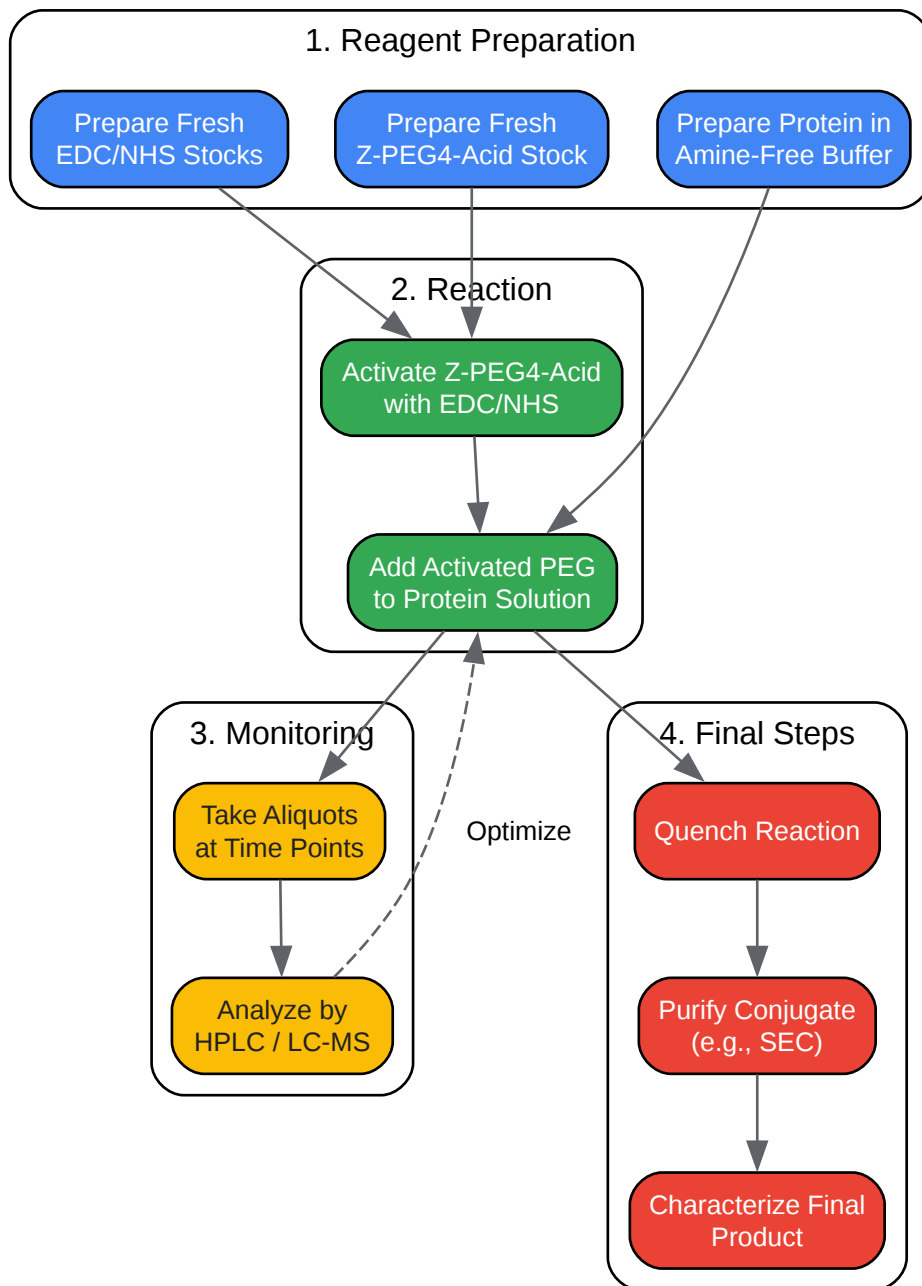 1. Reagent Preparation
Prepare Fresh
EDC/NHS Stocks
Prepare Fresh
Z-PEG4-Acid Stock
Prepare Protein in
Amine-Free Buffer
2. Reaction
Activate Z-PEG4-Acid
with EDC/NHS
Add Activated PEG
to Protein Solution
3. Monitoring
Take Aliquots
at Time Points
Analyze by
HPLC / LC-MS
Optimize
4. Final Steps
Quench Reaction
Purify Conjugate
(e.g., SEC)
Characterize Final
Product